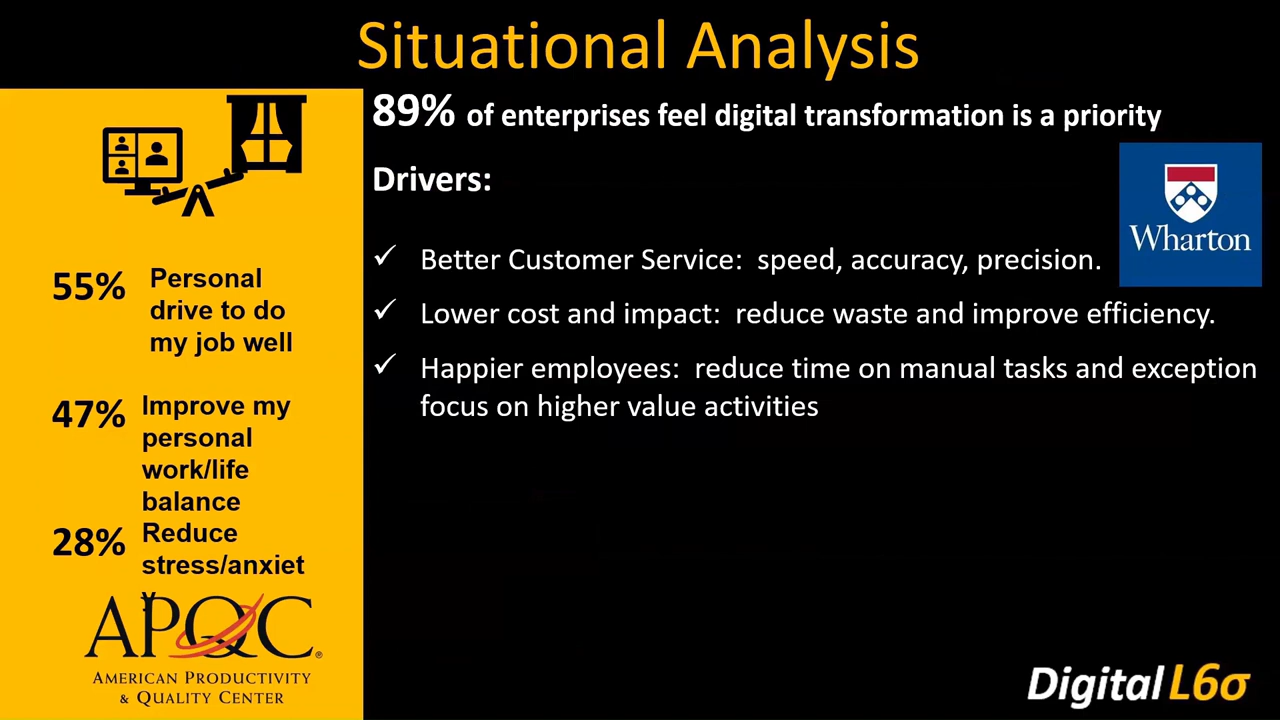 Situational Analysis
89% of enterprises feel digital transformation is a priority
Drivers:
Wharton
✓ Better Customer Service: speed, accuracy, precision.
✓ Lower cost and impact: reduce waste and improve efficiency.
✓ Happier employees: reduce time on manual tasks and exception
focus on higher value activities
55% Personal
drive to do
my job well
47% Improve my
personal
work/life
balance
28% Reduce
stress/anxiet
y
APQC®
AMERICAN PRODUCTIVITY
& QUALITY CENTER
Digital L6σ